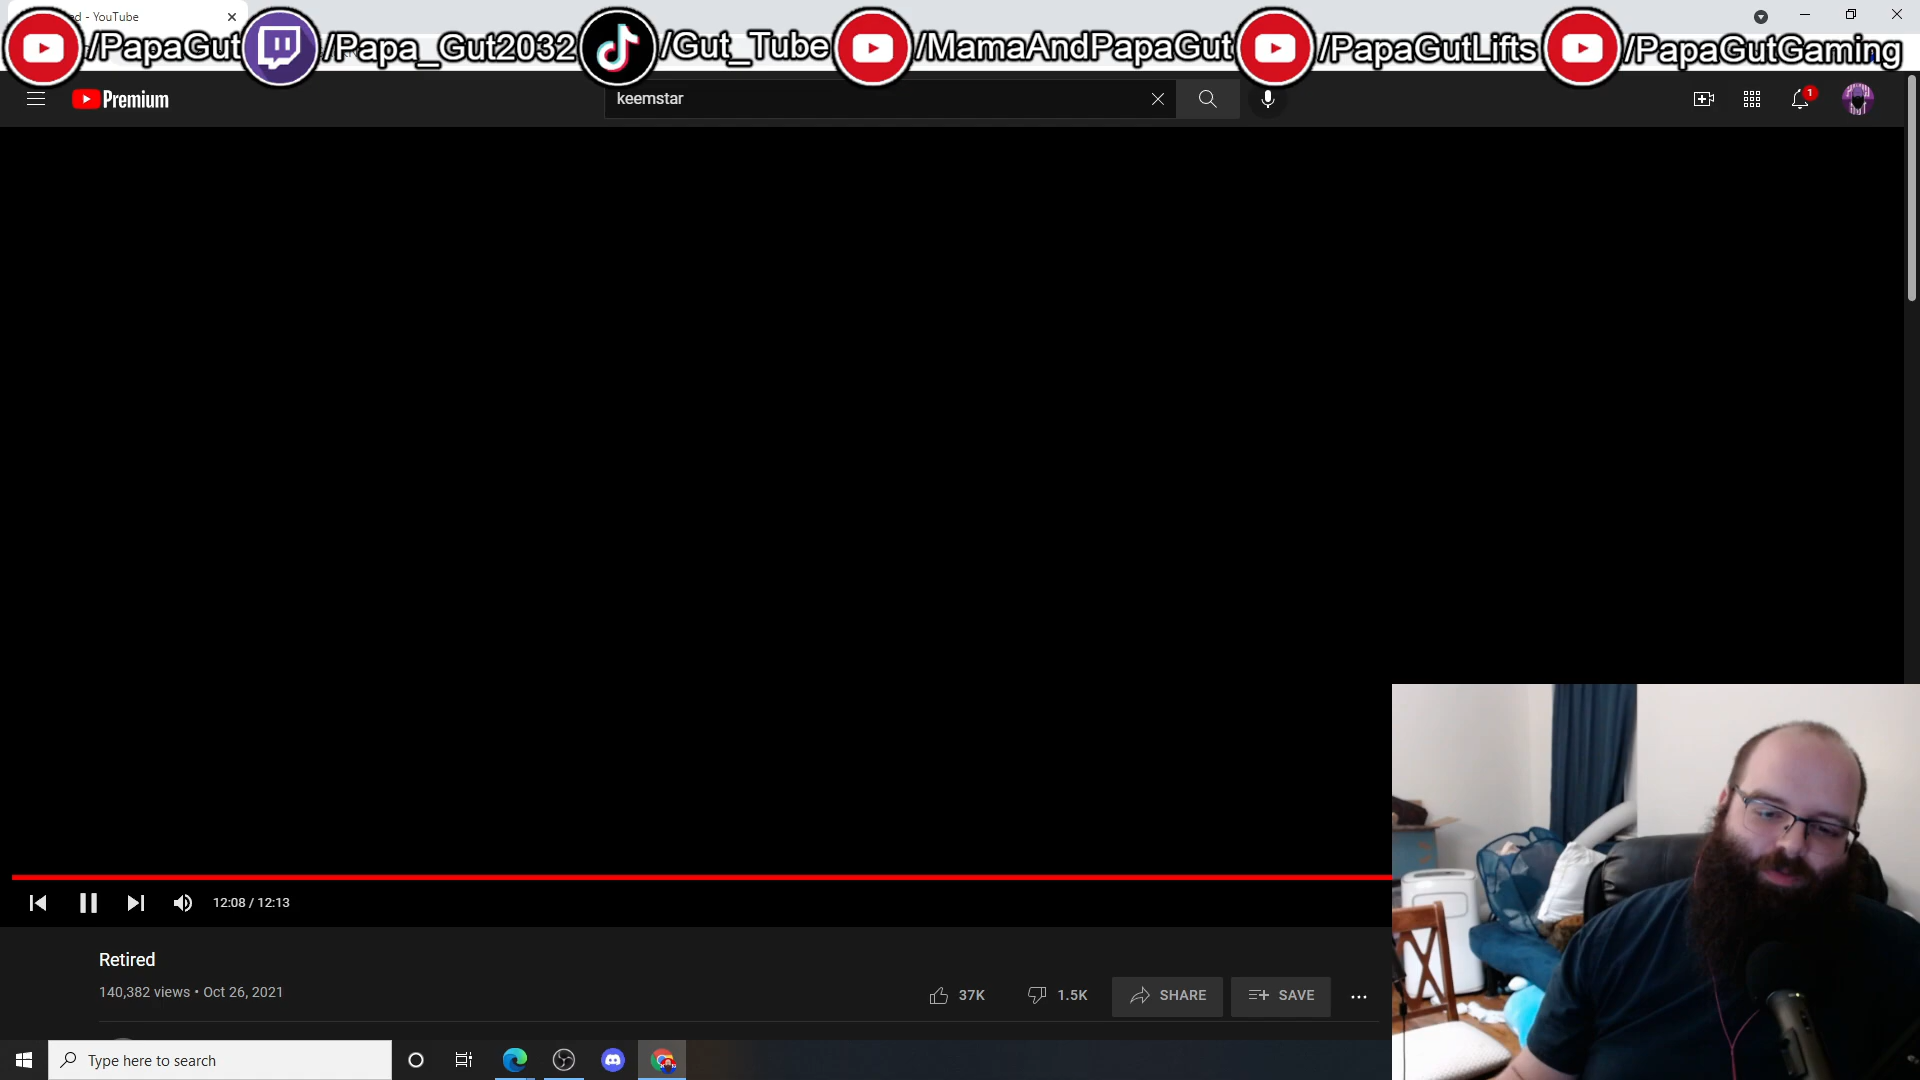 ed - YouTube
/PapaGut /Papa_Gut2032 /Gut_Tube /MamaAndPapaGut /PapaGutLifts /PapaGutGaming
Premium
keemstar
1
12:08 / 12:13
Retired
140,382 views • Oct 26, 2021
37K 1.5K SHARE SAVE
Type here to search